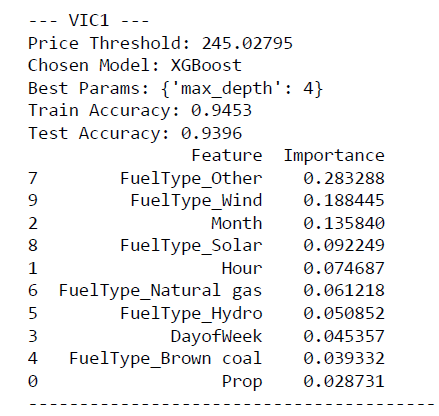 --- VIC1 ---
Price Threshold: 245.02795
Chosen Model: XGBoost
Best Params: {'max_depth': 4}
Train Accuracy: 0.9453
Test Accuracy: 0.9396
Feature Importance
7 FuelType_Other 0.283288
9 FuelType_Wind 0.188445
2 Month 0.135840
8 FuelType_Solar 0.092249
1 Hour 0.074687
6 FuelType_Natural gas 0.061218
5 FuelType_Hydro 0.050852
3 DayofWeek 0.045357
4 FuelType_Brown coal 0.039332
0 Prop 0.028731
----------------------------------------